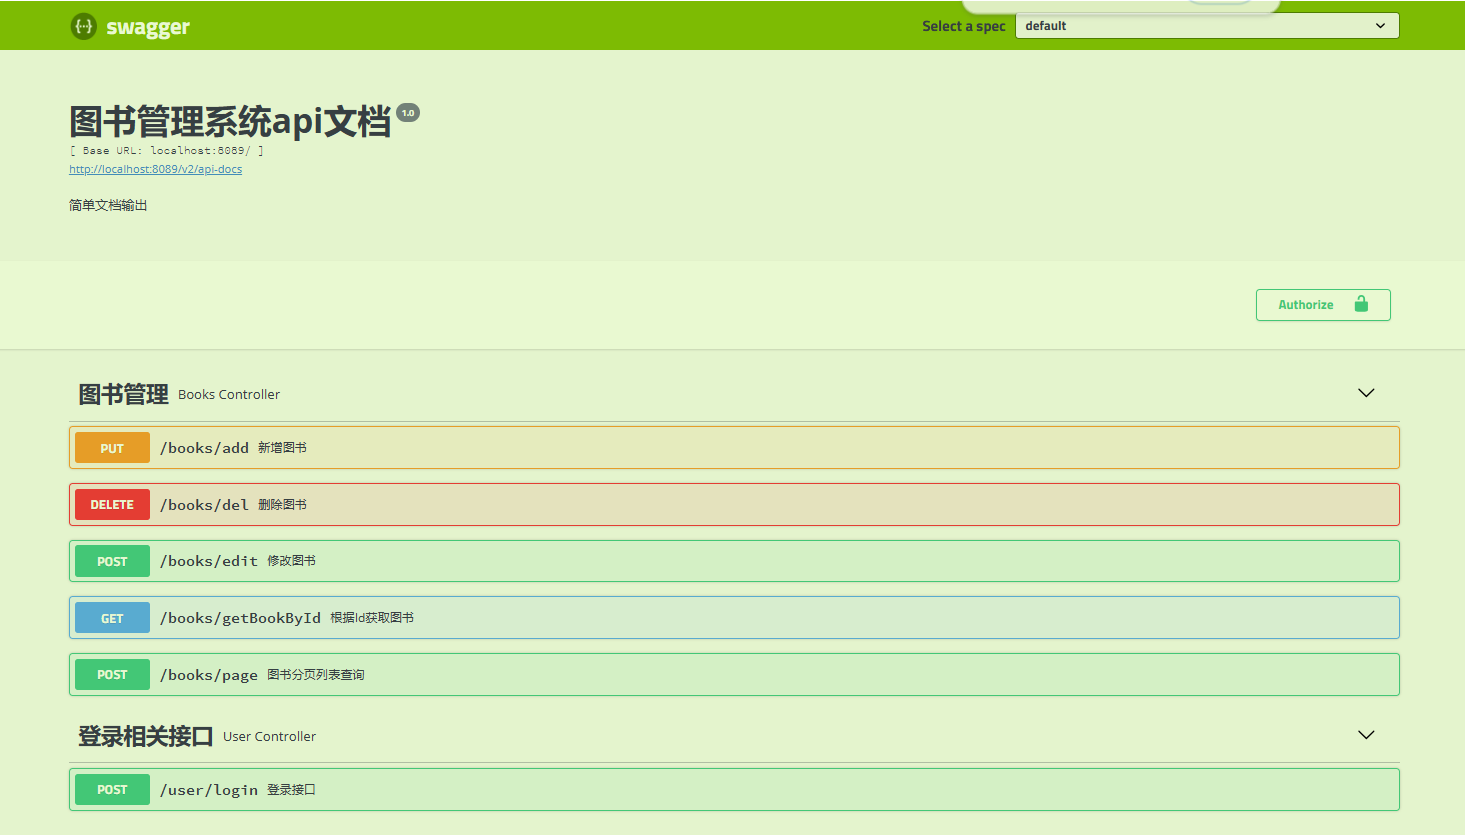 swagger
Select a spec default
图书管理系统api文档 1.0
[ Base URL: localhost:8089/ ]
http://localhost:8089/v2/api-docs
简单文档输出
Authorize
图书管理 Books Controller
PUT /books/add 新增图书
DELETE /books/del 删除图书
POST /books/edit 修改图书
GET /books/getBookById 根据Id获取图书
POST /books/page 图书分页列表查询
登录相关接口 User Controller
POST /user/login 登录接口